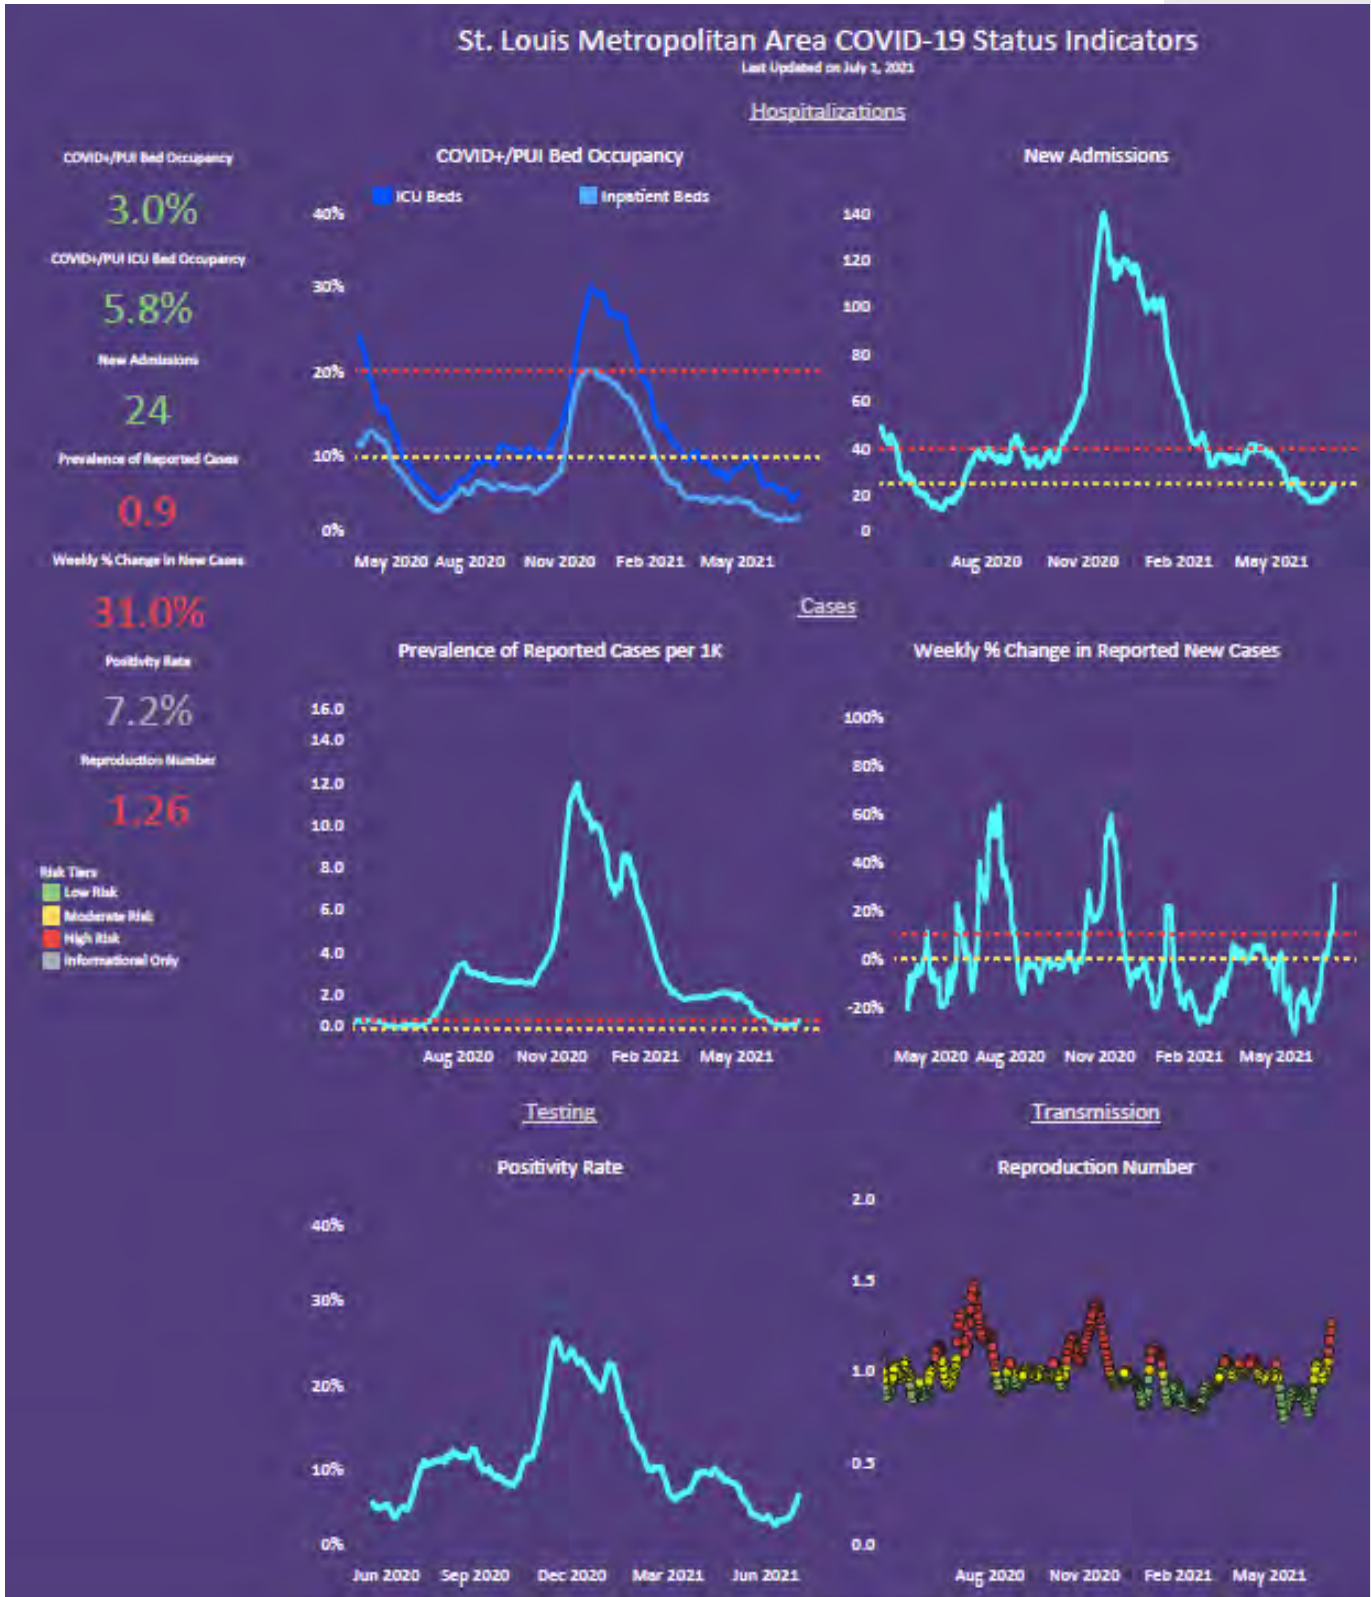 St. Louis Metropolitan Area COVID-19 Status Indicators
Last Updated on July 1, 2021
Hospitalizations
COVID+/PUI Bed Occupancy
3.0%
COVID+/PUI ICU Bed Occupancy
5.8%
New Admissions
24
Prevalence of Reported Cases
0.9
Weekly % Change in New Cases
31.0%
Positivity Rate
7.2%
Reproduction Number
1.26
Risk Tiers
Low Risk
Moderate Risk
High Risk
Informational Only
COVID+/PUI Bed Occupancy
ICU Beds Inpatient Beds
40%
30%
20%
10%
0%
May 2020 Aug 2020 Nov 2020 Feb 2021 May 2021
New Admissions
140
120
100
80
60
40
20
0
Aug 2020 Nov 2020 Feb 2021 May 2021
Cases
Prevalence of Reported Cases per 1K
16.0
14.0
12.0
10.0
8.0
6.0
4.0
2.0
0.0
Aug 2020 Nov 2020 Feb 2021 May 2021
Weekly % Change in Reported New Cases
100%
80%
60%
40%
20%
0%
-20%
May 2020 Aug 2020 Nov 2020 Feb 2021 May 2021
Testing
Positivity Rate
40%
30%
20%
10%
0%
Jun 2020 Sep 2020 Dec 2020 Mar 2021 Jun 2021
Transmission
Reproduction Number
2.0
1.5
1.0
0.5
0.0
Aug 2020 Nov 2020 Feb 2021 May 2021